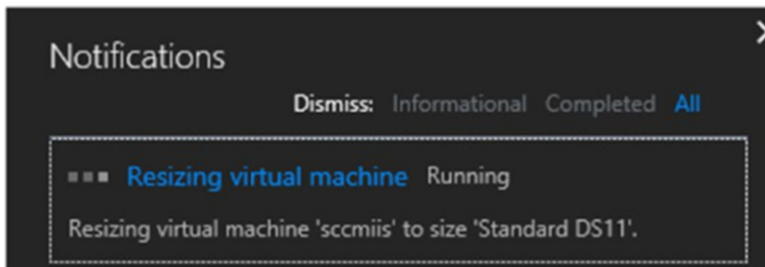 Notifications
Dismiss: Informational Completed All
Resizing virtual machine Running
Resizing virtual machine 'sccmiis' to size 'Standard DS11'.